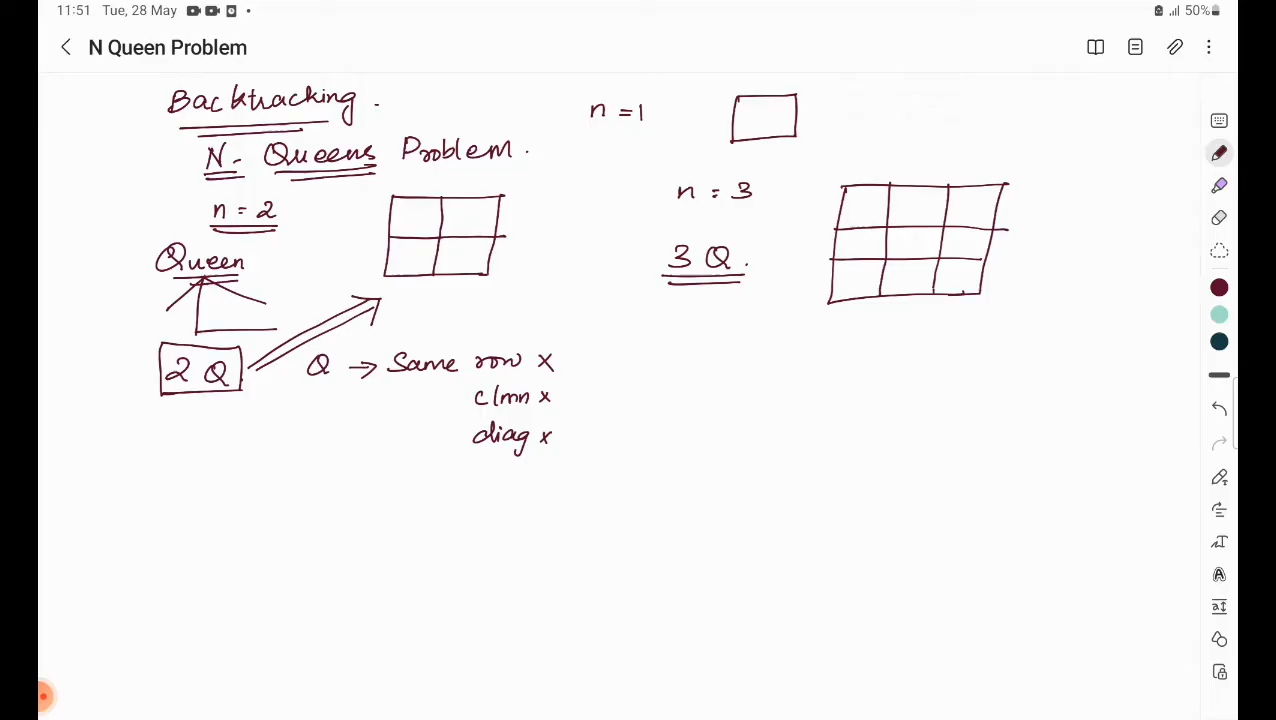 11:51 Tue, 28 May
50%
N Queen Problem
Backtracking.
n = 1
N- Queens Problem.
n = 3
n = 2
Queen
3 Q.
2 Q
Q → Same row x
clmn x
diag x